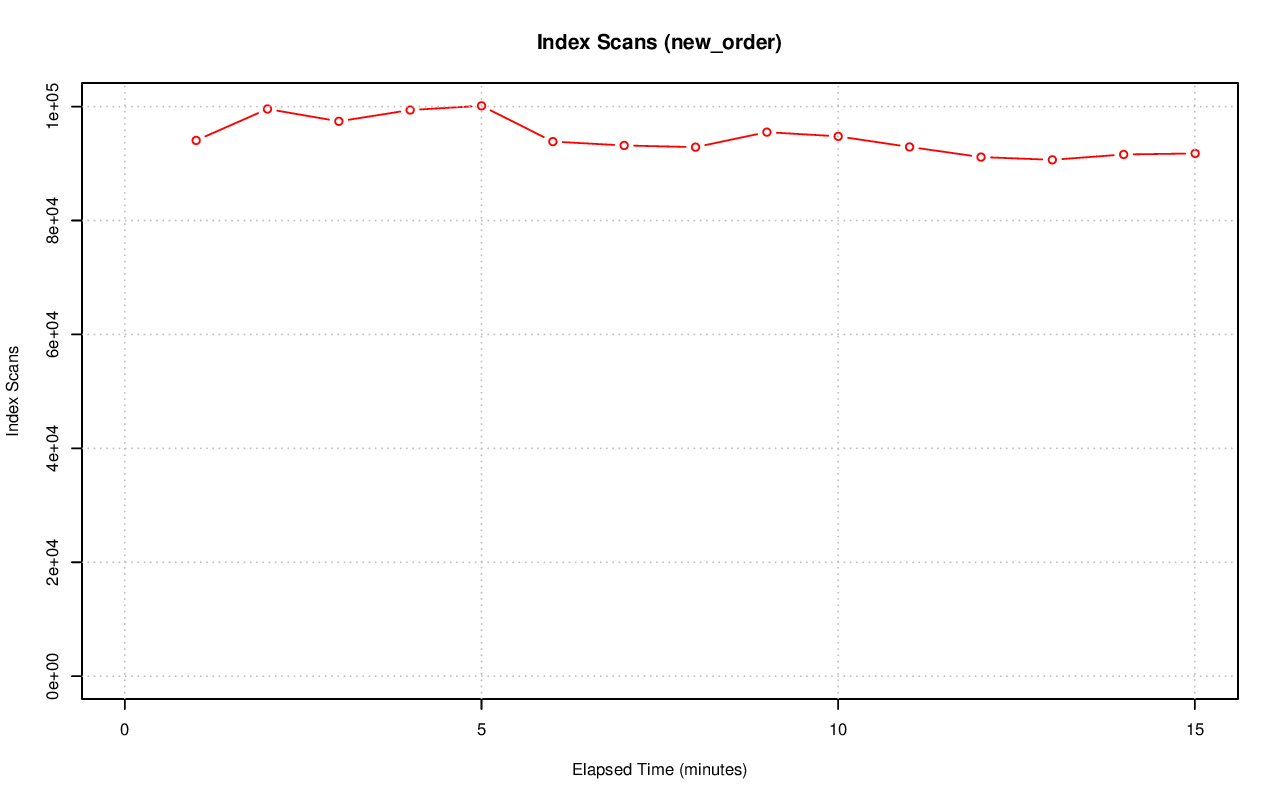 Index Scans (new_order)
Index Scans
1e+05
8e+04
6e+04
4e+04
2e+04
0e+00
0 5 10 15
Elapsed Time (minutes)